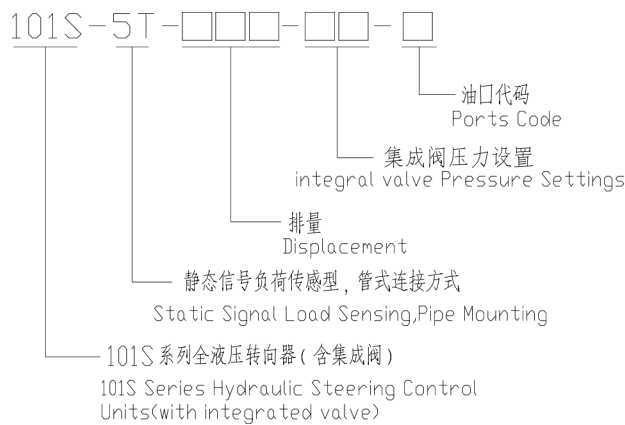 101S-5T-□□□-□□-□
油口代码
Ports Code
集成阀压力设置
integral valve Pressure Settings
排量
Displacement
静态信号负荷传感型，管式连接方式
Static Signal Load Sensing,Pipe Mounting
101S系列全液压转向器(含集成阀)
101S Series Hydraulic Steering Control
Units(with integrated valve)